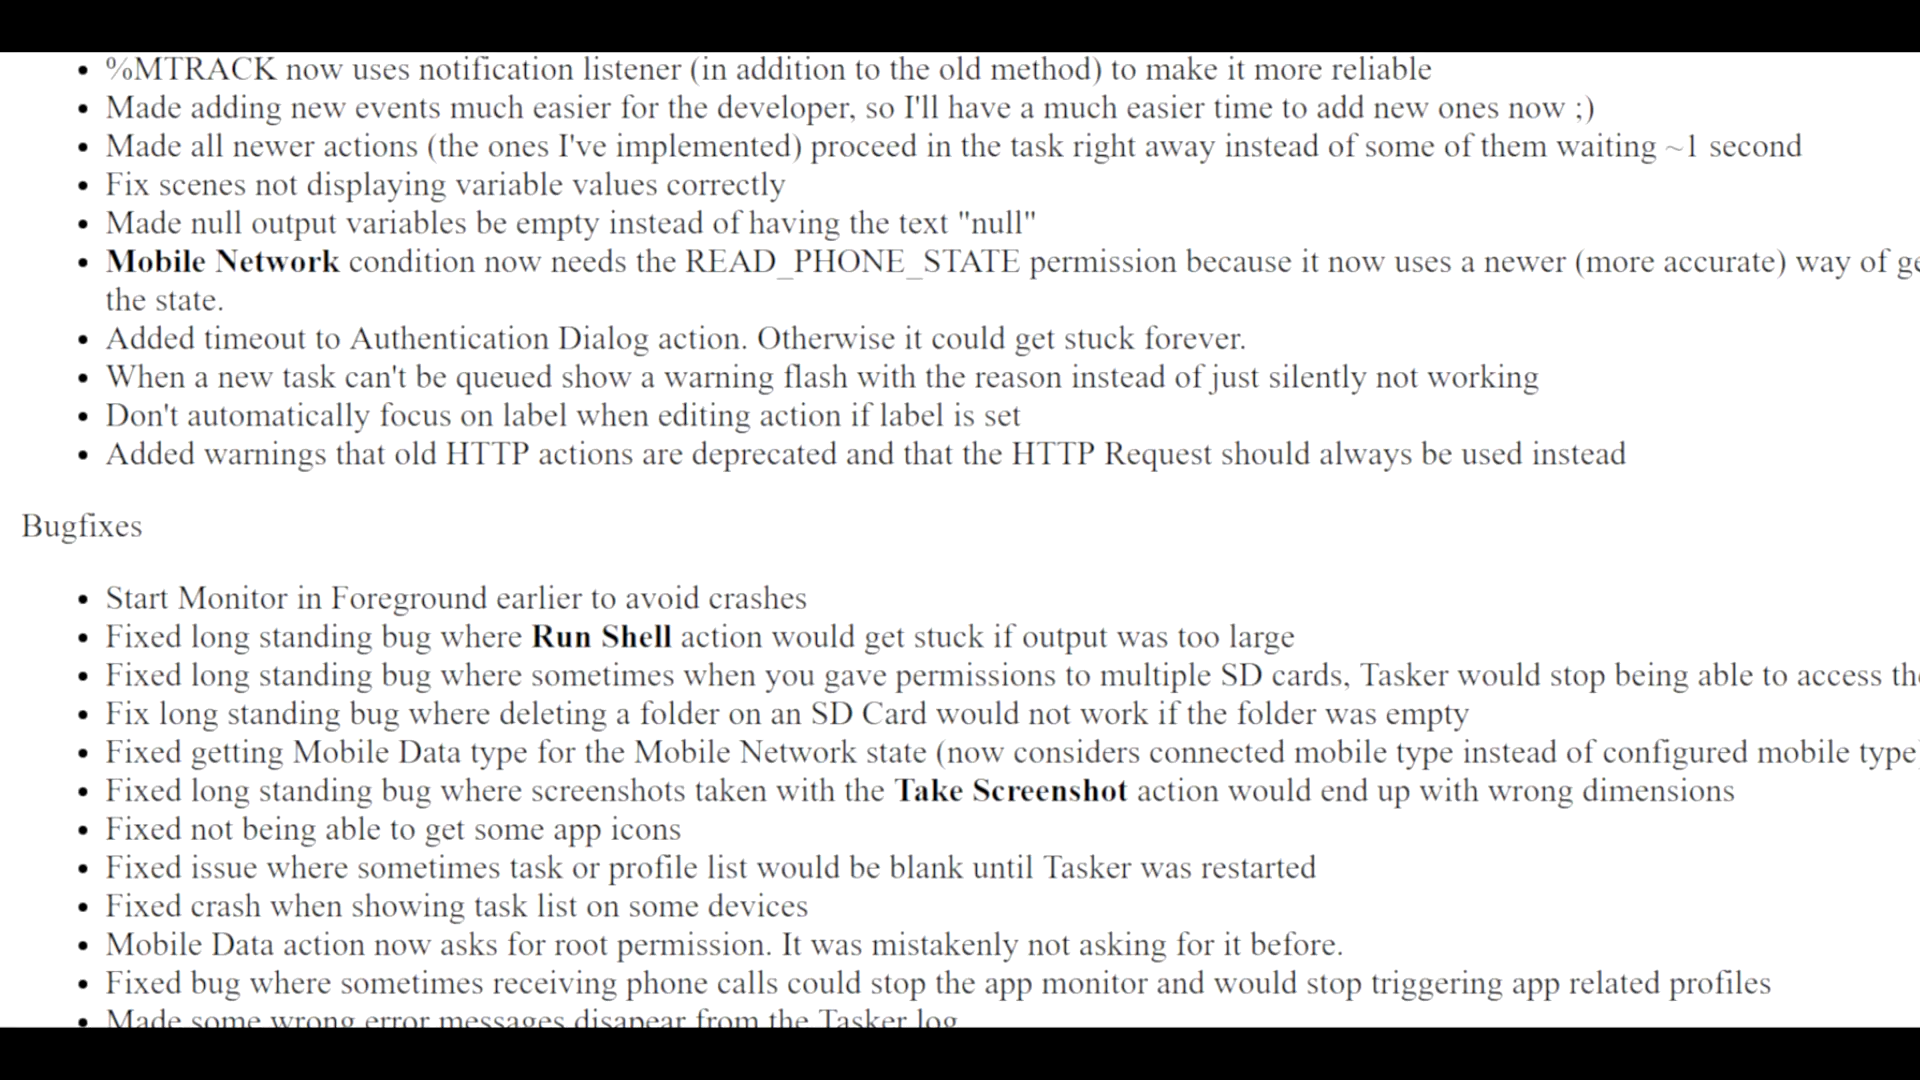 %MTRACK now uses notification listener (in addition to the old method) to make it more reliable
Made adding new events much easier for the developer, so I'll have a much easier time to add new ones now ;)
Made all newer actions (the ones I've implemented) proceed in the task right away instead of some of them waiting ~1 second
Fix scenes not displaying variable values correctly
Made null output variables be empty instead of having the text "null"
Mobile Network condition now needs the READ_PHONE_STATE permission because it now uses a newer (more accurate) way of
the state.
Added timeout to Authentication Dialog action. Otherwise it could get stuck forever.
When a new task can't be queued show a warning flash with the reason instead of just silently not working
Don't automatically focus on label when editing action if label is set
Added warnings that old HTTP actions are deprecated and that the HTTP Request should always be used instead
Bugfixes
Start Monitor in Foreground earlier to avoid crashes
Fixed long standing bug where Run Shell action would get stuck if output was too large
Fixed long standing bug where sometimes when you gave permissions to multiple SD cards, Tasker would stop being able to access
Fix long standing bug where deleting a folder on an SD Card would not work if the folder was empty
Fixed getting Mobile Data type for the Mobile Network state (now considers connected mobile type instead of configured mobile type
Fixed long standing bug where screenshots taken with the Take Screenshot action would end up with wrong dimensions
Fixed not being able to get some app icons
Fixed issue where sometimes task or profile list would be blank until Tasker was restarted
Fixed crash when showing task list on some devices
Mobile Data action now asks for root permission. It was mistakenly not asking for it before.
Fixed bug where sometimes receiving phone calls could stop the app monitor and would stop triggering app related profiles
Made some wrong error messages disapear from the Tasker log